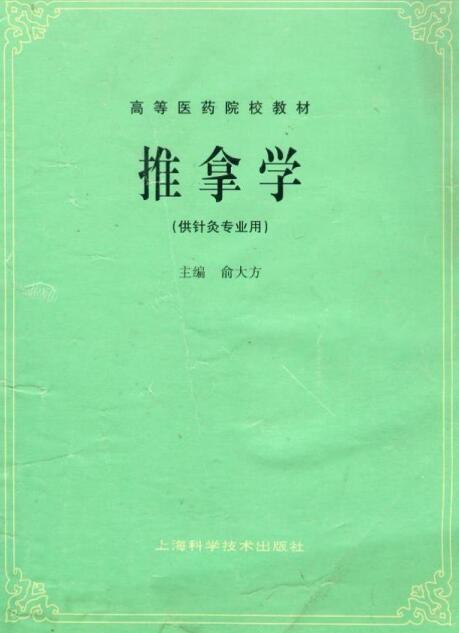 高等医药院校教材
推拿学
(供针灸专业用)
主编 俞大方
上海科学技术出版社